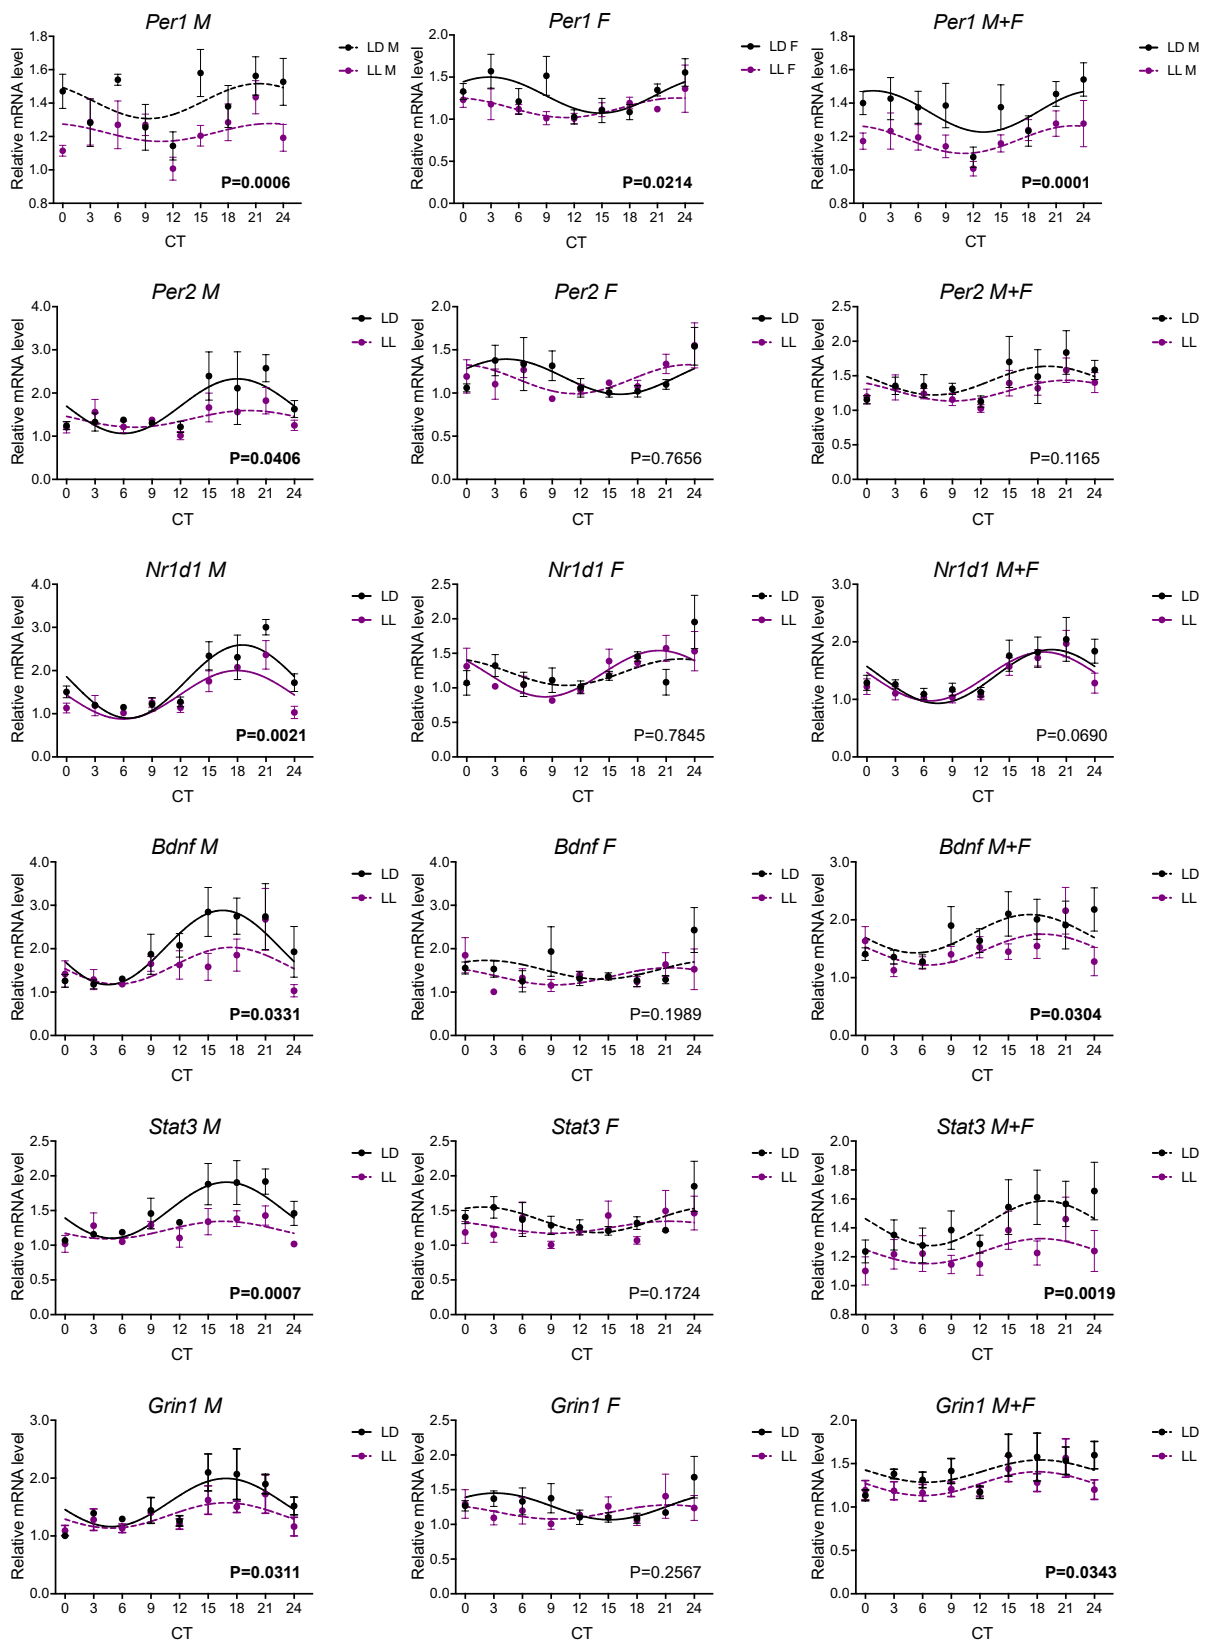 Per1 M
Relative mRNA level
1.8
1.6
1.4
1.2
1.0
0.8
0 3 6 9 12 15 18 21 24
CT
LD M
LL M
P=0.0006
Per1 F
Relative mRNA level
2.0
1.5
1.0
0.5
0.0
0 3 6 9 12 15 18 21 24
CT
LD F
LL F
P=0.0214
Per1 M+F
Relative mRNA level
1.8
1.6
1.4
1.2
1.0
0.8
0 3 6 9 12 15 18 21 24
CT
LD M
LL M
P=0.0001
Per2 M
Relative mRNA level
4.0
3.0
2.0
1.0
0.0
0 3 6 9 12 15 18 21 24
CT
LD
LL
P=0.0406
Per2 F
Relative mRNA level
2.0
1.5
1.0
0.5
0.0
0 3 6 9 12 15 18 21 24
CT
LD
LL
P=0.7656
Per2 M+F
Relative mRNA level
2.5
2.0
1.5
1.0
0.5
0.0
0 3 6 9 12 15 18 21 24
CT
LD
LL
P=0.1165
Nr1d1 M
Relative mRNA level
4.0
3.0
2.0
1.0
0.0
0 3 6 9 12 15 18 21 24
CT
LD
LL
P=0.0021
Nr1d1 F
Relative mRNA level
2.5
2.0
1.5
1.0
0.5
0.0
0 3 6 9 12 15 18 21 24
CT
LD
LL
P=0.7845
Nr1d1 M+F
Relative mRNA level
3.0
2.0
1.0
0.0
0 3 6 9 12 15 18 21 24
CT
LD
LL
P=0.0690
Bdnf M
Relative mRNA level
4.0
3.0
2.0
1.0
0.0
0 3 6 9 12 15 18 21 24
CT
LD
LL
P=0.0331
Bdnf F
Relative mRNA level
4.0
3.0
2.0
1.0
0.0
0 3 6 9 12 15 18 21 24
CT
LD
LL
P=0.1989
Bdnf M+F
Relative mRNA level
3.0
2.0
1.0
0.0
0 3 6 9 12 15 18 21 24
CT
LD
LL
P=0.0304
Stat3 M
Relative mRNA level
2.5
2.0
1.5
1.0
0.5
0.0
0 3 6 9 12 15 18 21 24
CT
LD
LL
P=0.0007
Stat3 F
Relative mRNA level
2.5
2.0
1.5
1.0
0.5
0.0
0 3 6 9 12 15 18 21 24
CT
LD
LL
P=0.1724
Stat3 M+F
Relative mRNA level
2.0
1.8
1.6
1.4
1.2
1.0
0.8
0 3 6 9 12 15 18 21 24
CT
LD
LL
P=0.0019
Grin1 M
Relative mRNA level
3.0
2.0
1.0
0.0
0 3 6 9 12 15 18 21 24
CT
LD
LL
P=0.0311
Grin1 F
Relative mRNA level
2.5
2.0
1.5
1.0
0.5
0.0
0 3 6 9 12 15 18 21 24
CT
LD
LL
P=0.2567
Grin1 M+F
Relative mRNA level
2.0
1.5
1.0
0.5
0.0
0 3 6 9 12 15 18 21 24
CT
LD
LL
P=0.0343